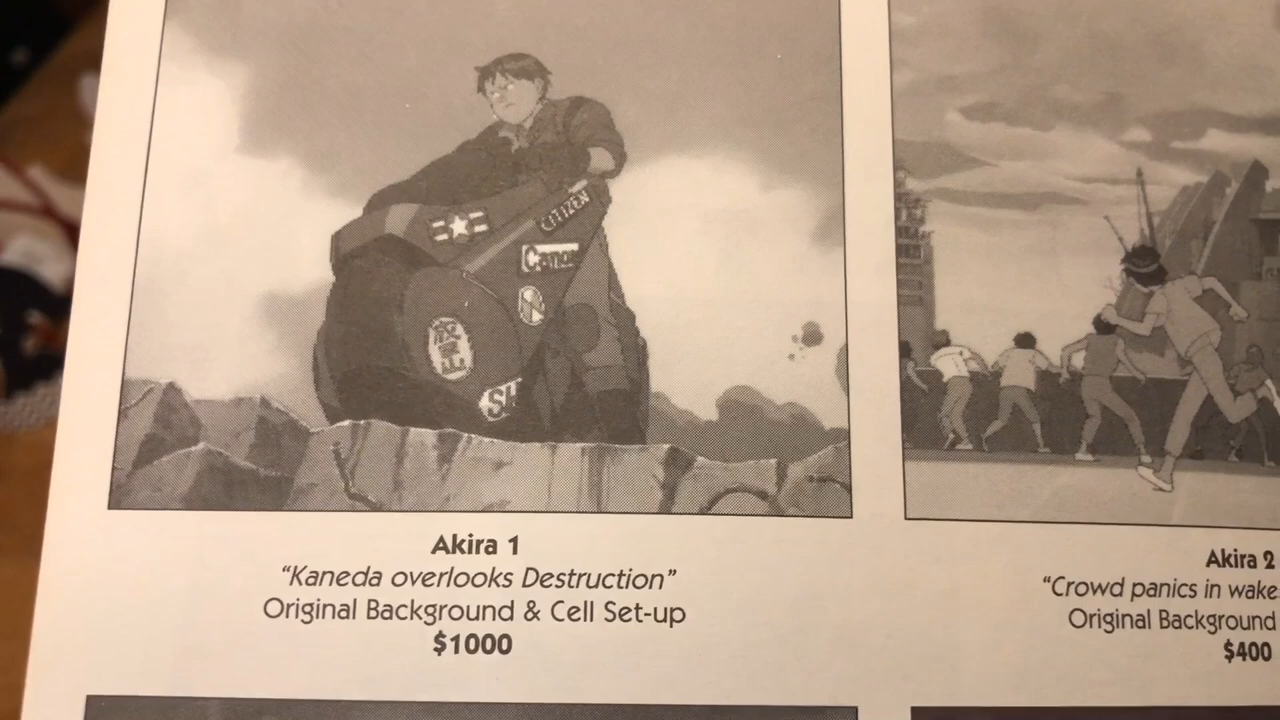 CITIZEN
Canon
SH
Akira 1
“Kaneda overlooks Destruction”
Original Background & Cell Set-up
$1000
Akira 2
“Crowd panics in wake
Original Background
$400